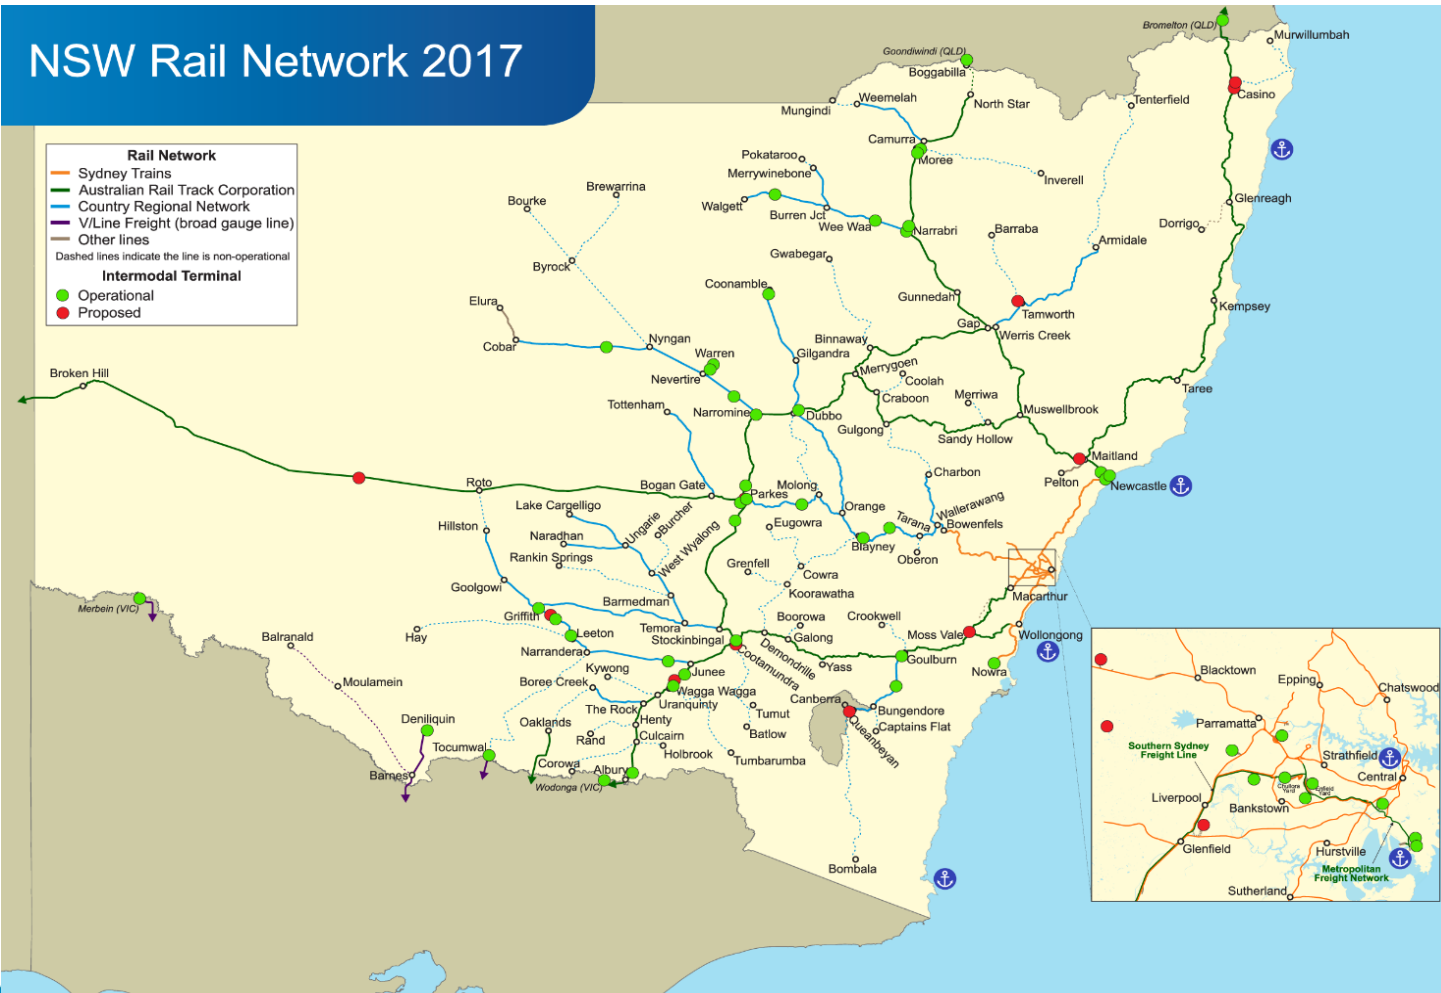 NSW Rail Network 2017
Rail Network
Sydney Trains
Australian Rail Track Corporation
Country Regional Network
V/Line Freight (broad gauge line)
Other lines
Dashed lines indicate the line is non-operational
Intermodal Terminal
Operational
Proposed
Bromelton (QLD)
Murwillumbah
Goondiwindi (QLD)
Boggabilla
Casino
Mungindi
Weemelah
North Star
Tenterfield
Camurra
Moree
Pokataroo
Merrywinebone
Inverell
Brewarrina
Bourke
Walgett
Burren Jct
Wee Waa
Narrabri
Glenreagh
Dorrigo
Barraba
Armidale
Byrock
Gwabegar
Coonamble
Gunnedah
Tamworth
Kempsey
Elura
Cobar
Nyngan
Gap
Werris Creek
Binnaway
Gilgandra
Warren
Nevertire
Merrygoen
Coolah
Broken Hill
Craboon
Merriwa
Taree
Tottenham
Narromine
Dubbo
Muswellbrook
Gulgong
Sandy Hollow
Maitland
Pelton
Newcastle
Charbon
Roto
Bogan Gate
Parkes
Molong
Lake Cargelligo
Orange
Wallerawang
Tarana
Bowenfels
Hillston
Ungarie
Burcher
West Wyalong
Eugowra
Naradhan
Blayney
Oberon
Rankin Springs
Grenfell
Cowra
Koorawatha
Goolgowi
Macarthur
Merbein (VIC)
Barmedman
Griffith
Boorowa
Crookwell
Balranald
Hay
Leeton
Temora
Stockinbingal
Galong
Moss Vale
Wollongong
Narrandera
Cootamundra
Demondrille
Yass
Goulburn
Nowra
Kywong
Junee
Moulamein
Boree Creek
Wagga Wagga
Uranquinty
Canberra
The Rock
Tumut
Bungendore
Queanbeyan
Captains Flat
Deniliquin
Oaklands
Henty
Rand
Culcairn
Batlow
Tocumwal
Holbrook
Tumbarumba
Barnes
Corowa
Albury
Wodonga (VIC)
Bombala
Blacktown
Epping
Chatswood
Parramatta
Southern Sydney
Freight Line
Strathfield
Central
Chullora
Yard
Enfield
Yard
Liverpool
Bankstown
Glenfield
Hurstville
Metropolitan
Freight Network
Sutherland